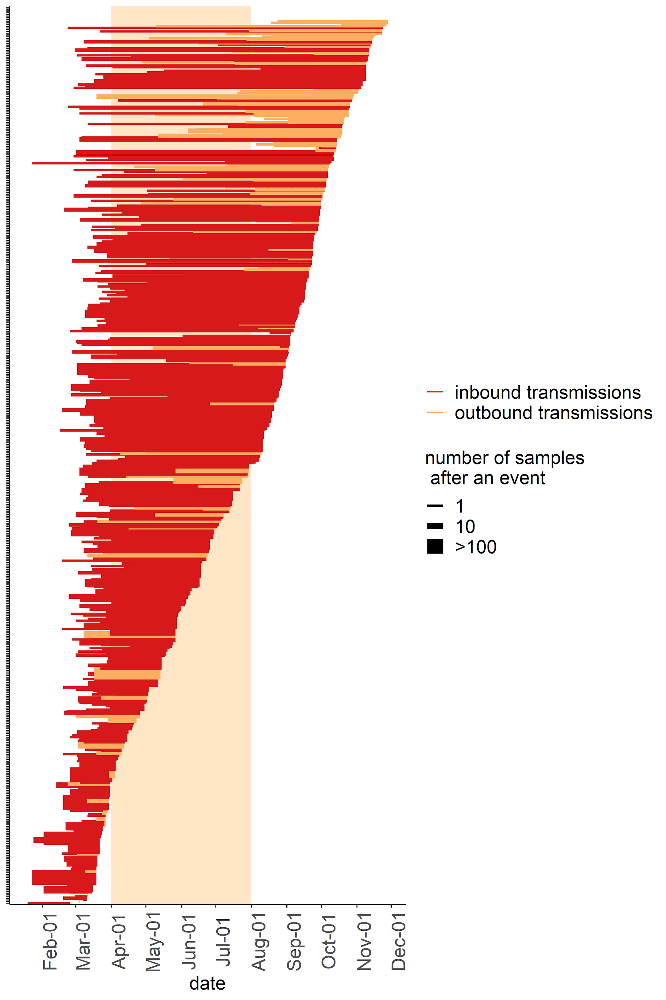 inbound transmissions
outbound transmissions
number of samples
after an event
1
10
>100
Feb-01
Mar-01
Apr-01
May-01
Jun-01
Jul-01
Aug-01
Sep-01
Oct-01
Nov-01
Dec-01
date